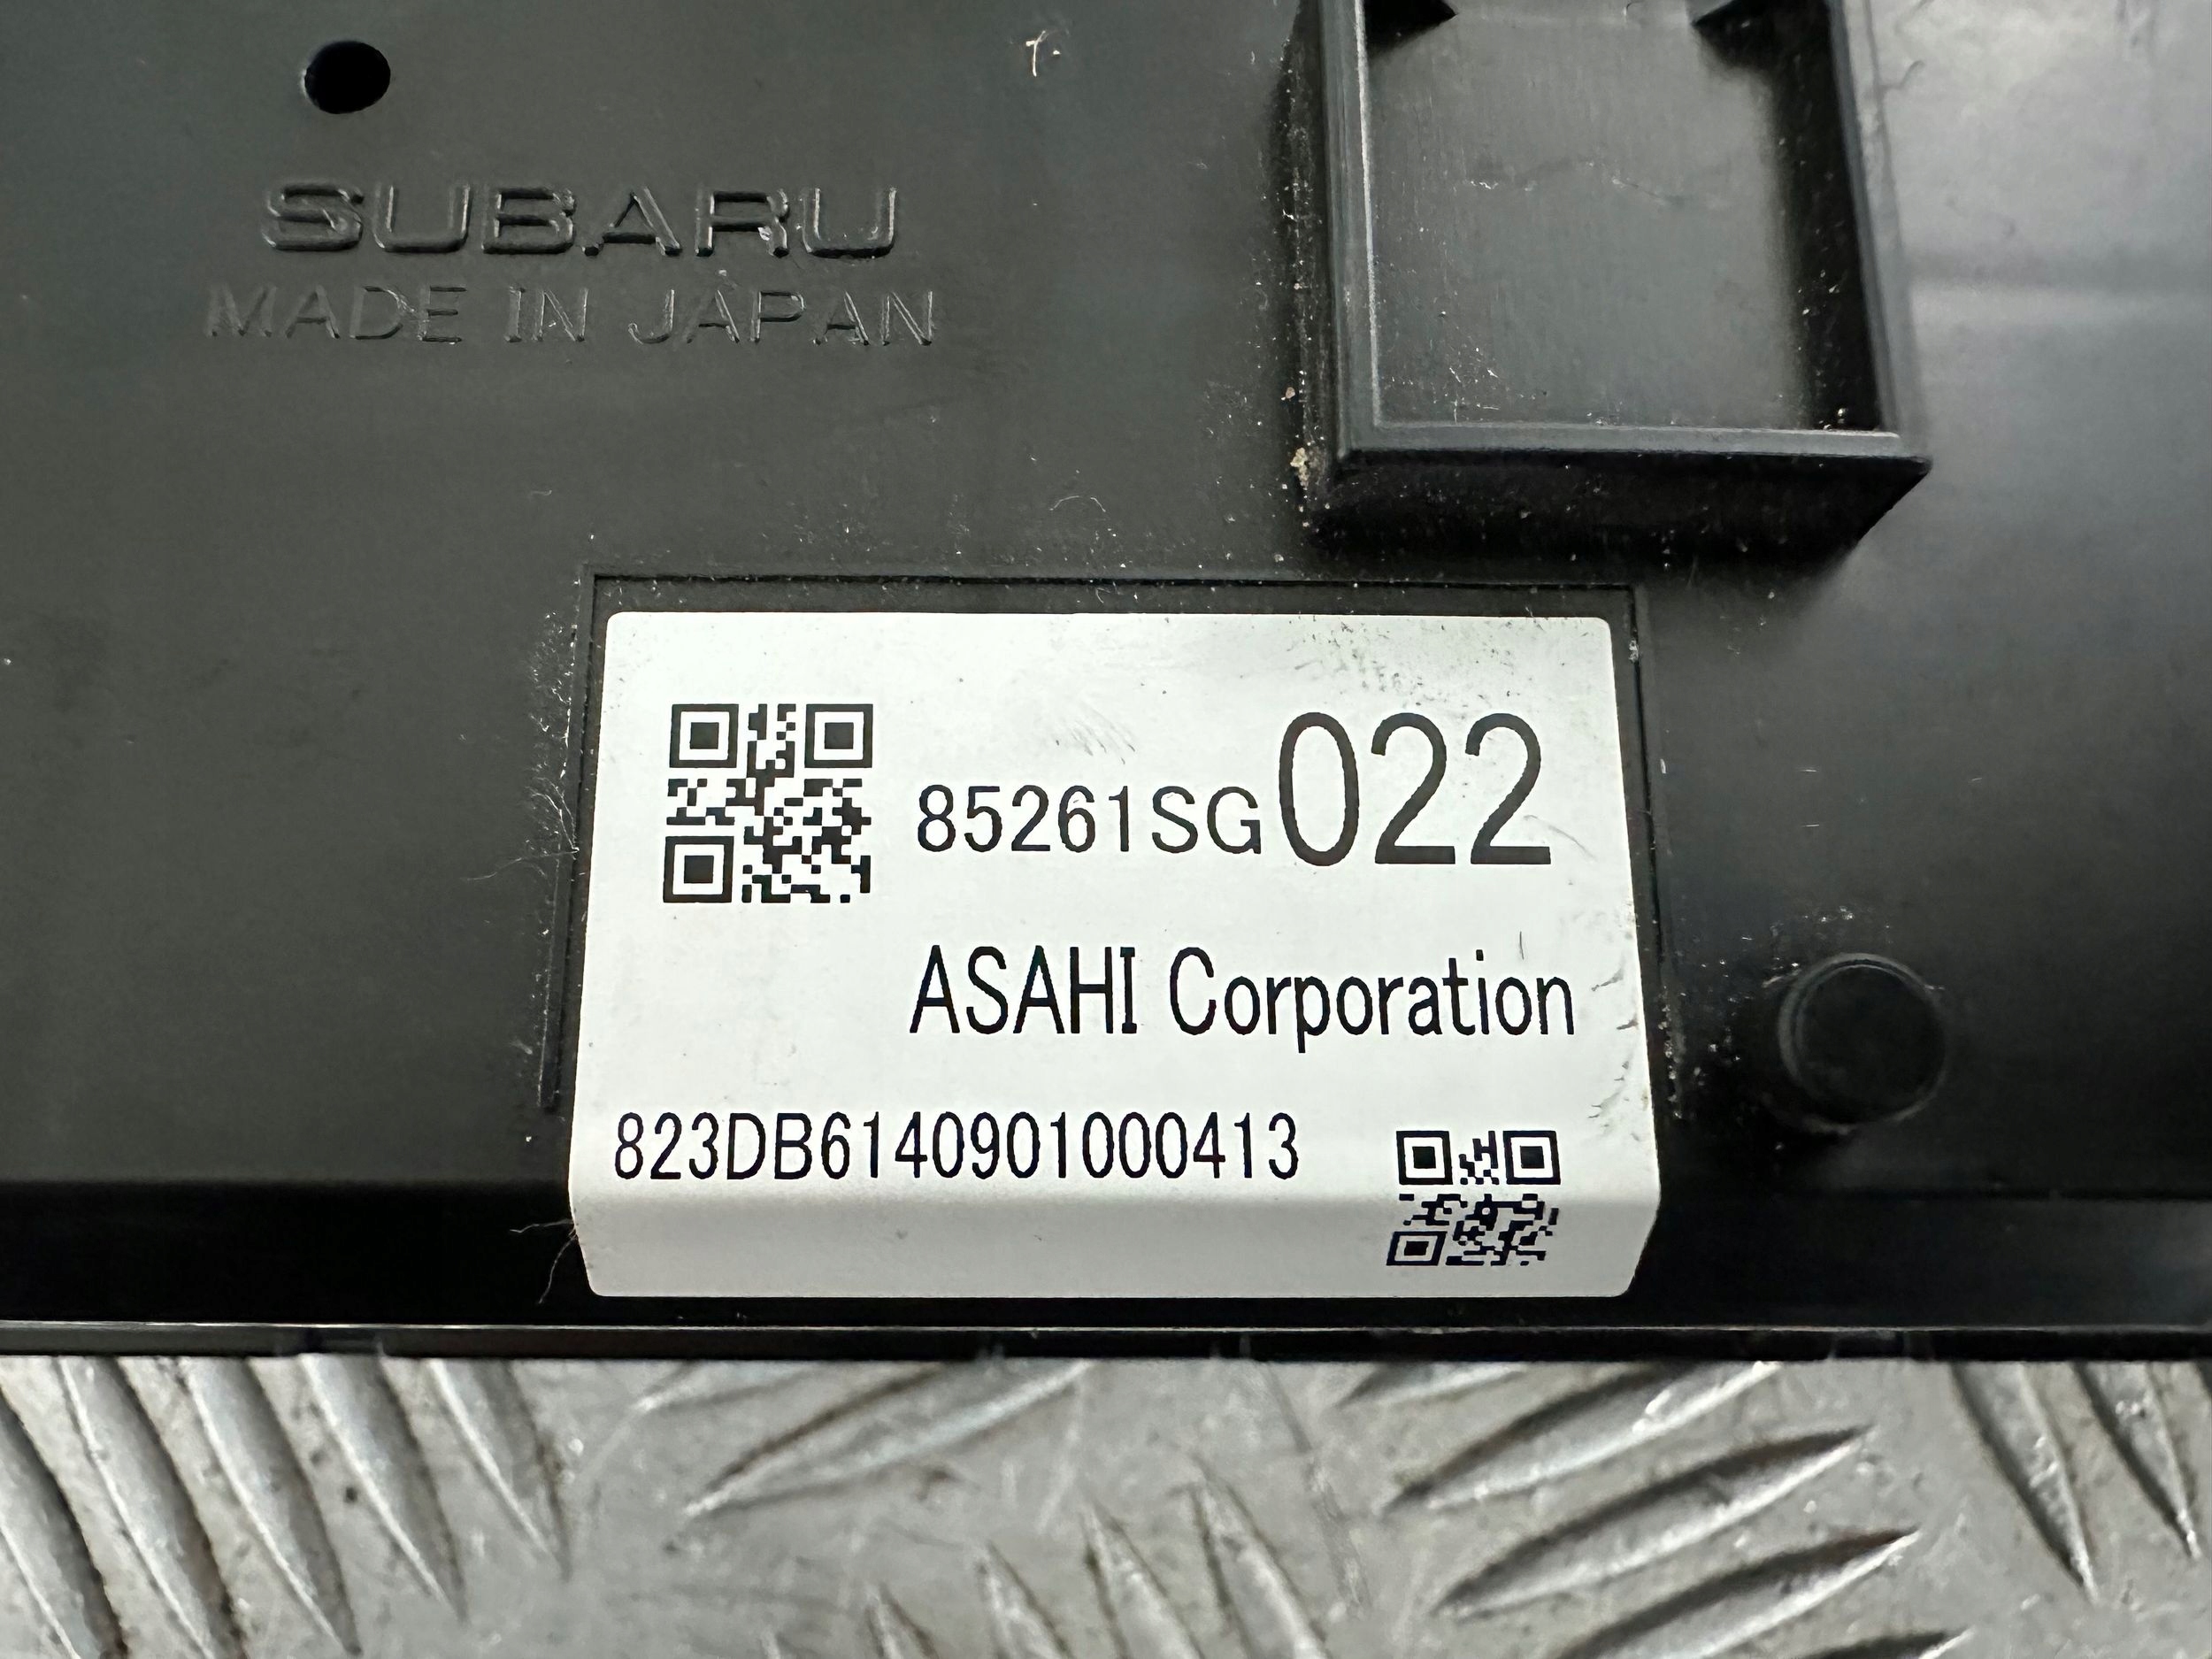 SUBARU
MADE IN JAPAN
85261SG022
ASAHI Corporation
823DB6140901000413